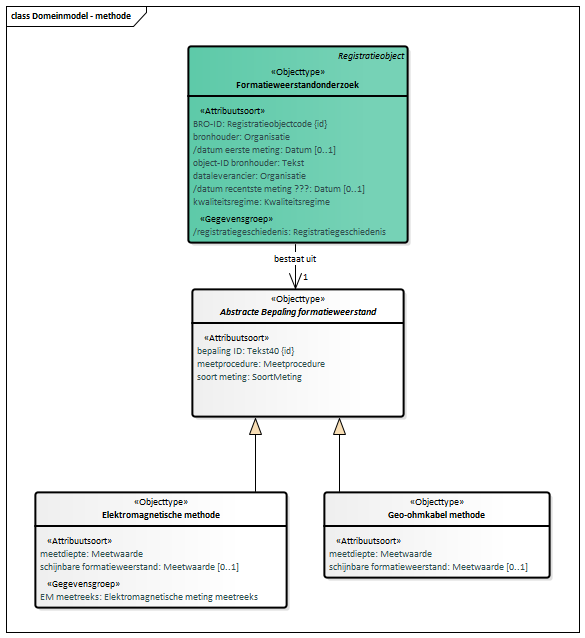 class Domeinmodel - methode
Registratieobject
«Objecttype»
Formatieweerstandonderzoek
«Attribuutsoort»
BRO-ID: Registratieobjectcode {id}
bronhouder: Organisatie
/datum eerste meting: Datum [0..1]
object-ID bronhouder: Tekst
dataleverancier: Organisatie
/datum recentste meting ???: Datum [0..1]
kwaliteitsregime: Kwaliteitsregime
«Gegevensgroep»
/registratiegeschiedenis: Registratiegeschiedenis
bestaat uit
1
«Objecttype»
Abstracte Bepaling formatieweerstand
«Attribuutsoort»
bepaling ID: Tekst40 {id}
meetprocedure: Meetprocedure
soort meting: SoortMeting
«Objecttype»
Elektromagnetische methode
«Attribuutsoort»
meetdiepte: Meetwaarde
schijnbare formatieweerstand: Meetwaarde [0..1]
«Gegevensgroep»
EM meetreeks: Elektromagnetische meting meetreeks
«Objecttype»
Geo-ohmkabel methode
«Attribuutsoort»
meetdiepte: Meetwaarde
schijnbare formatieweerstand: Meetwaarde [0..1]